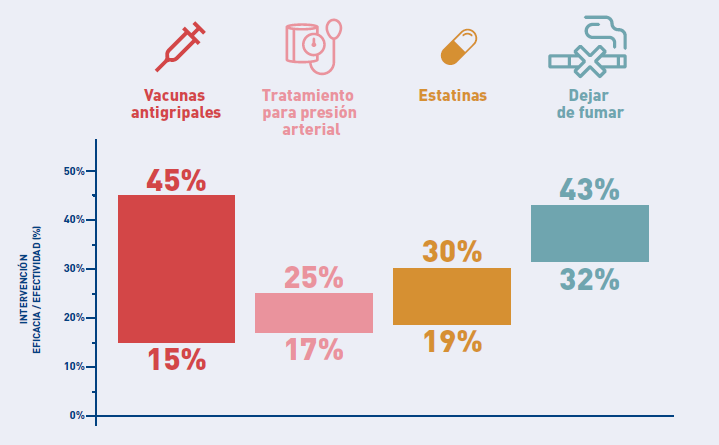 Vacunas
antigripales
Tratamiento
para presión
arterial
Estatinas
Dejar
de fumar
INTERVENCIÓN
EFICACIA / EFECTIVIDAD (%)
50%
40%
30%
20%
10%
0%
45%
15%
25%
17%
30%
19%
43%
32%